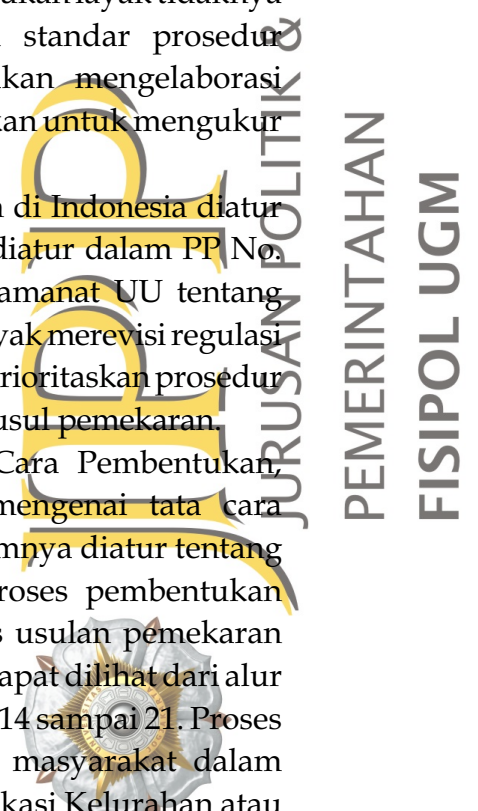 ukan layak tidaknya
standar prosedur
kan mengelaborasi
kan untuk mengukur
di Indonesia diatur
diatur dalam PP No.
amanat UU tentang
yak merevisi regulasi
rioritaskan prosedur
usul pemekaran.
Cara Pembentukan,
mengenai tata cara
mnya diatur tentang
roses pembentukan
s usulan pemekaran
apat dilihat dari alur
14 sampai 21. Proses
masyarakat dalam
kasi Kelurahan atau
jpp
JURUSAN POLITIK &
PEMERINTAHAN
FISIPOL UGM